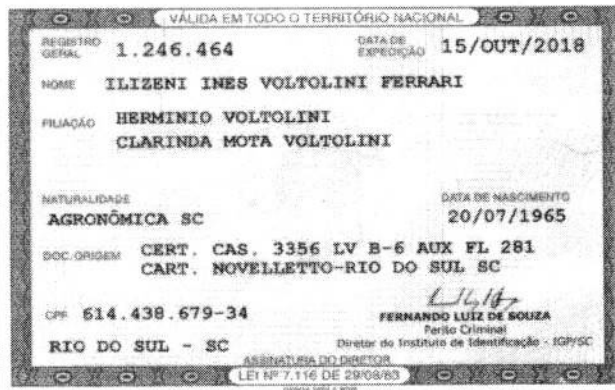 VÁLIDA EM TODO O TERRITÓRIO NACIONAL
REGISTRO GERAL 1.246.464 DATA DE EXPEDIÇÃO 15/OUT/2018
NOME ILIZENI INES VOLTOLINI FERRARI
FILIAÇÃO HERMINIO VOLTOLINI
CLARINDA MOTA VOLTOLINI
NATURALIDADE DATA DE NASCIMENTO
AGRONÔMICA SC 20/07/1965
DOC. ORIGEM CERT. CAS. 3356 LV B-6 AUX FL 281
CART. NOVELLETTO-RIO DO SUL SC
CPF 614.438.679-34
FERNANDO LUIZ DE SOUZA
Perito Criminal
RIO DO SUL - SC Diretor do Instituto de Identificação - IGP/SC
ASSINATURA DO DIRETOR
LEI Nº 7.116 DE 29/08/83